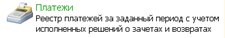 Платежи
Реестр платежей за заданный период с учетом
исполненных решений о зачетах и возвратах